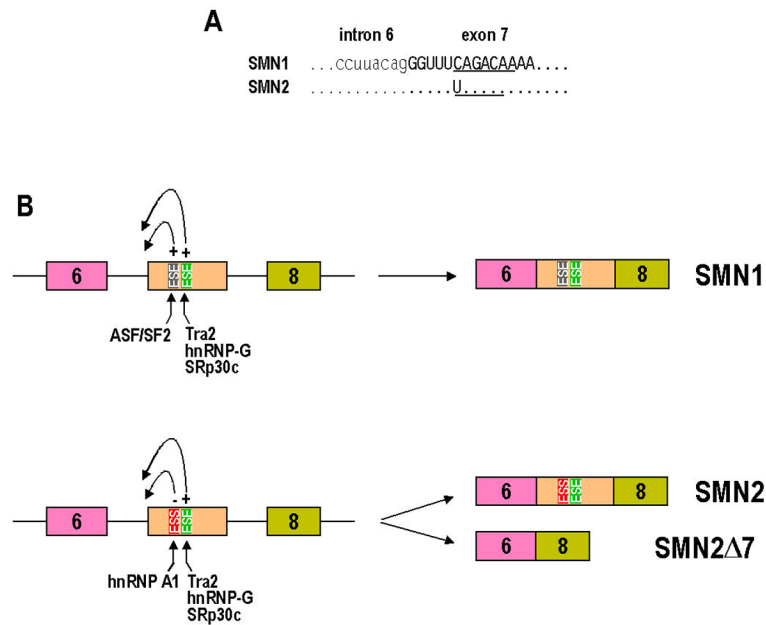 A
intron 6 exon 7
SMN1 ...ccuuacagGGUUUCAGACAAAA....
SMN2 ...............U.............
B
+ +
6 ESE ESE 8
6 ESE ESE 8 SMN1
ASF/SF2 Tra2
hnRNP-G
SRp30c
- +
6 ESS ESE 8
6 ESS ESE 8 SMN2
6 8 SMN2Δ7
hnRNP A1 Tra2
hnRNP-G
SRp30c